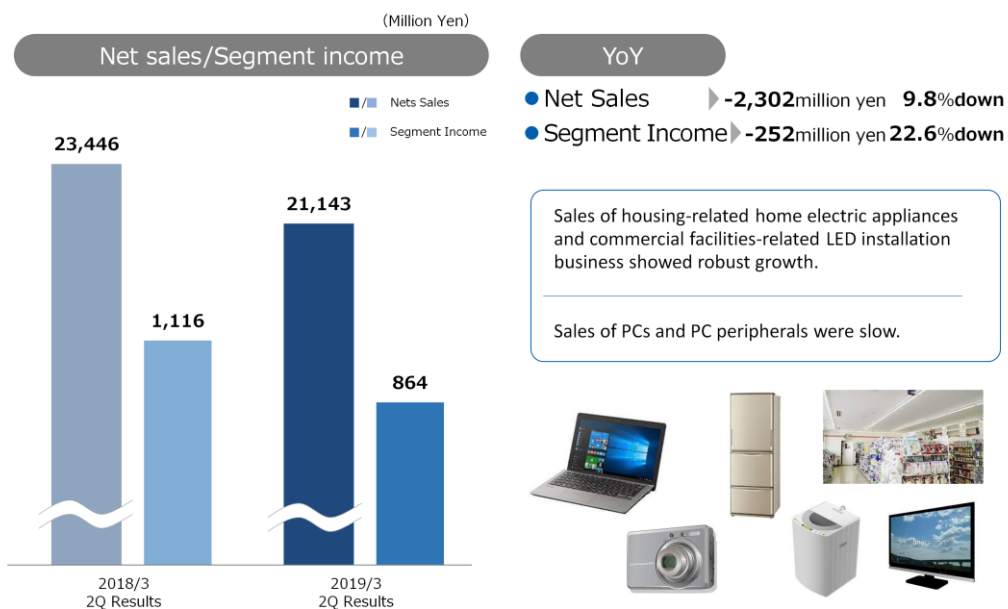 （Million Yen）
Net sales/Segment income
/ Nets Sales
/ Segment Income
23,446
1,116
21,143
864
2018/3
2Q Results
2019/3
2Q Results
YoY
Net Sales -2,302million yen 9.8%down
Segment Income -252million yen 22.6%down
Sales of housing-related home electric appliances
and commercial facilities-related LED installation
business showed robust growth.
Sales of PCs and PC peripherals were slow.